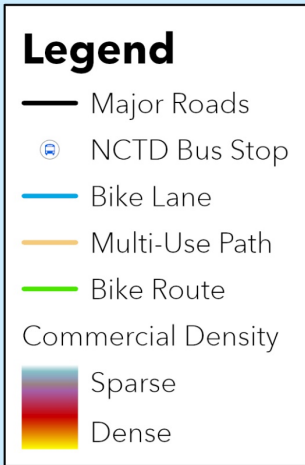 Legend
Major Roads
NCTD Bus Stop
Bike Lane
Multi-Use Path
Bike Route
Commercial Density
Sparse
Dense